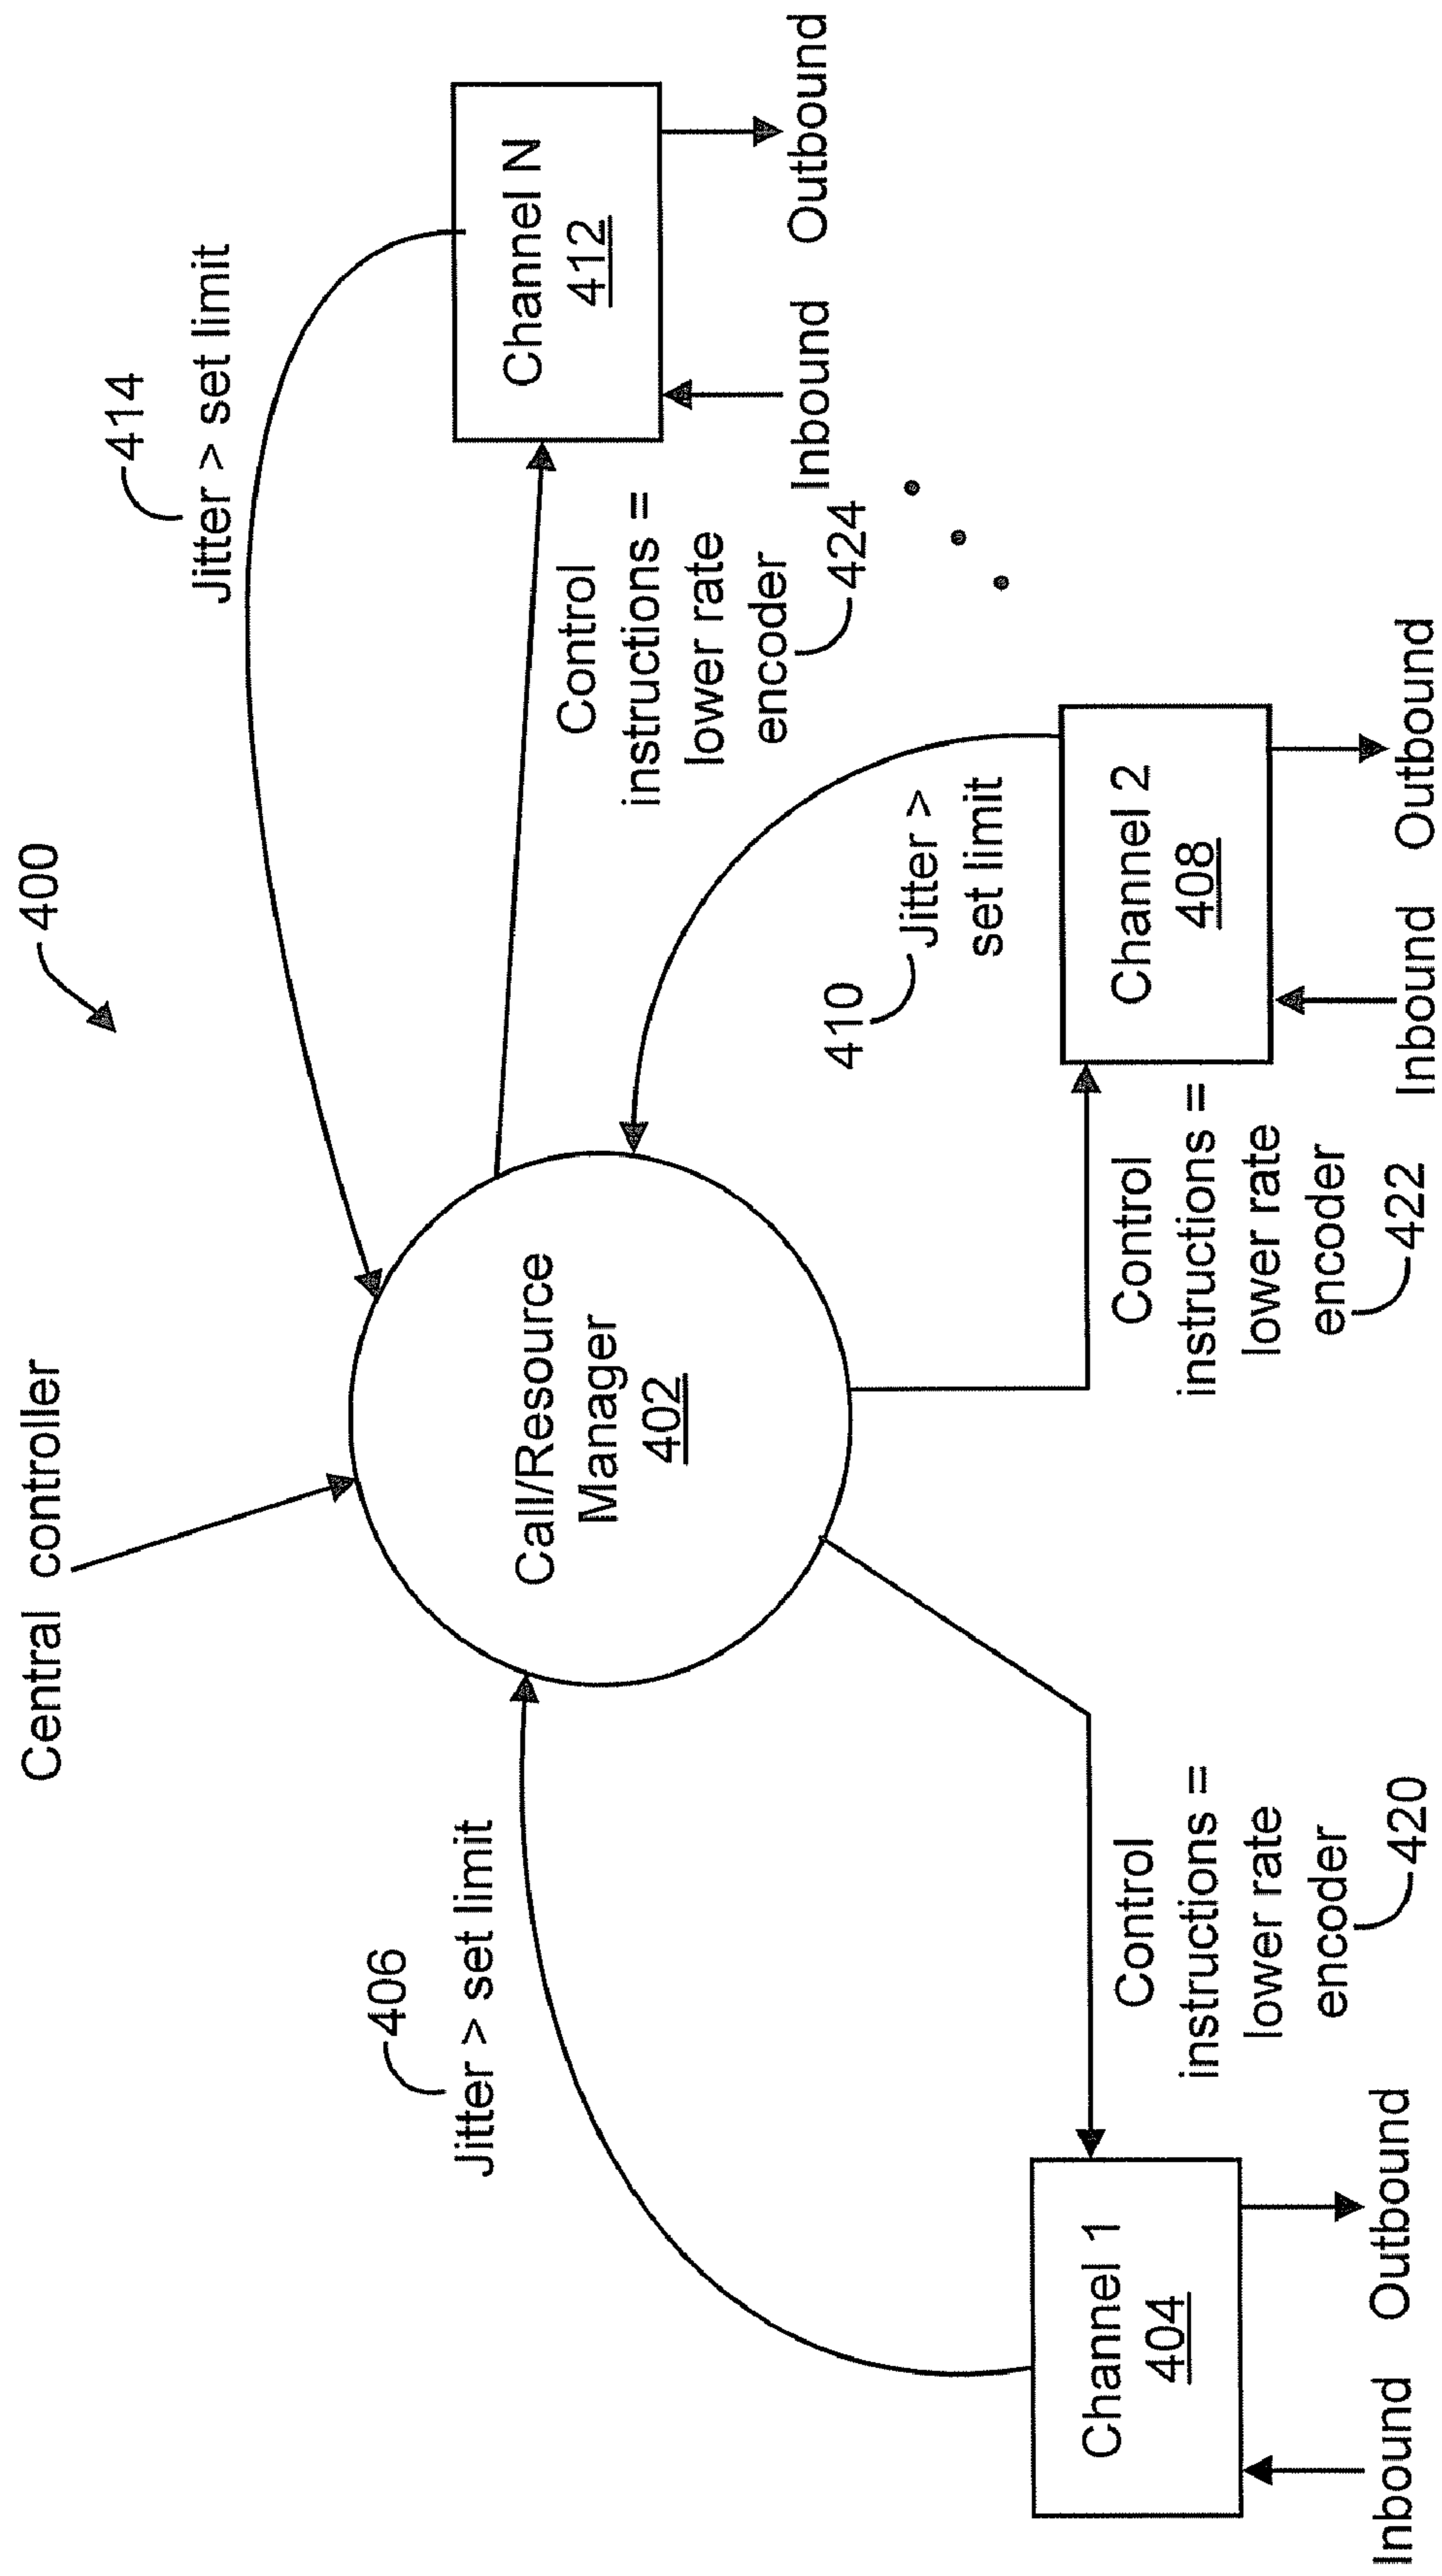 400
Central controller
414
Jitter > set limit
406
Jitter > set limit
Call/Resource
Manager
402
Channel N
412
Inbound
Outbound
Control
instructions =
lower rate
encoder
424
410
Jitter >
set limit
Channel 1
404
Inbound
Outbound
Control
instructions =
lower rate
encoder
420
Control
instructions =
lower rate
encoder
422
Channel 2
408
Inbound
Outbound